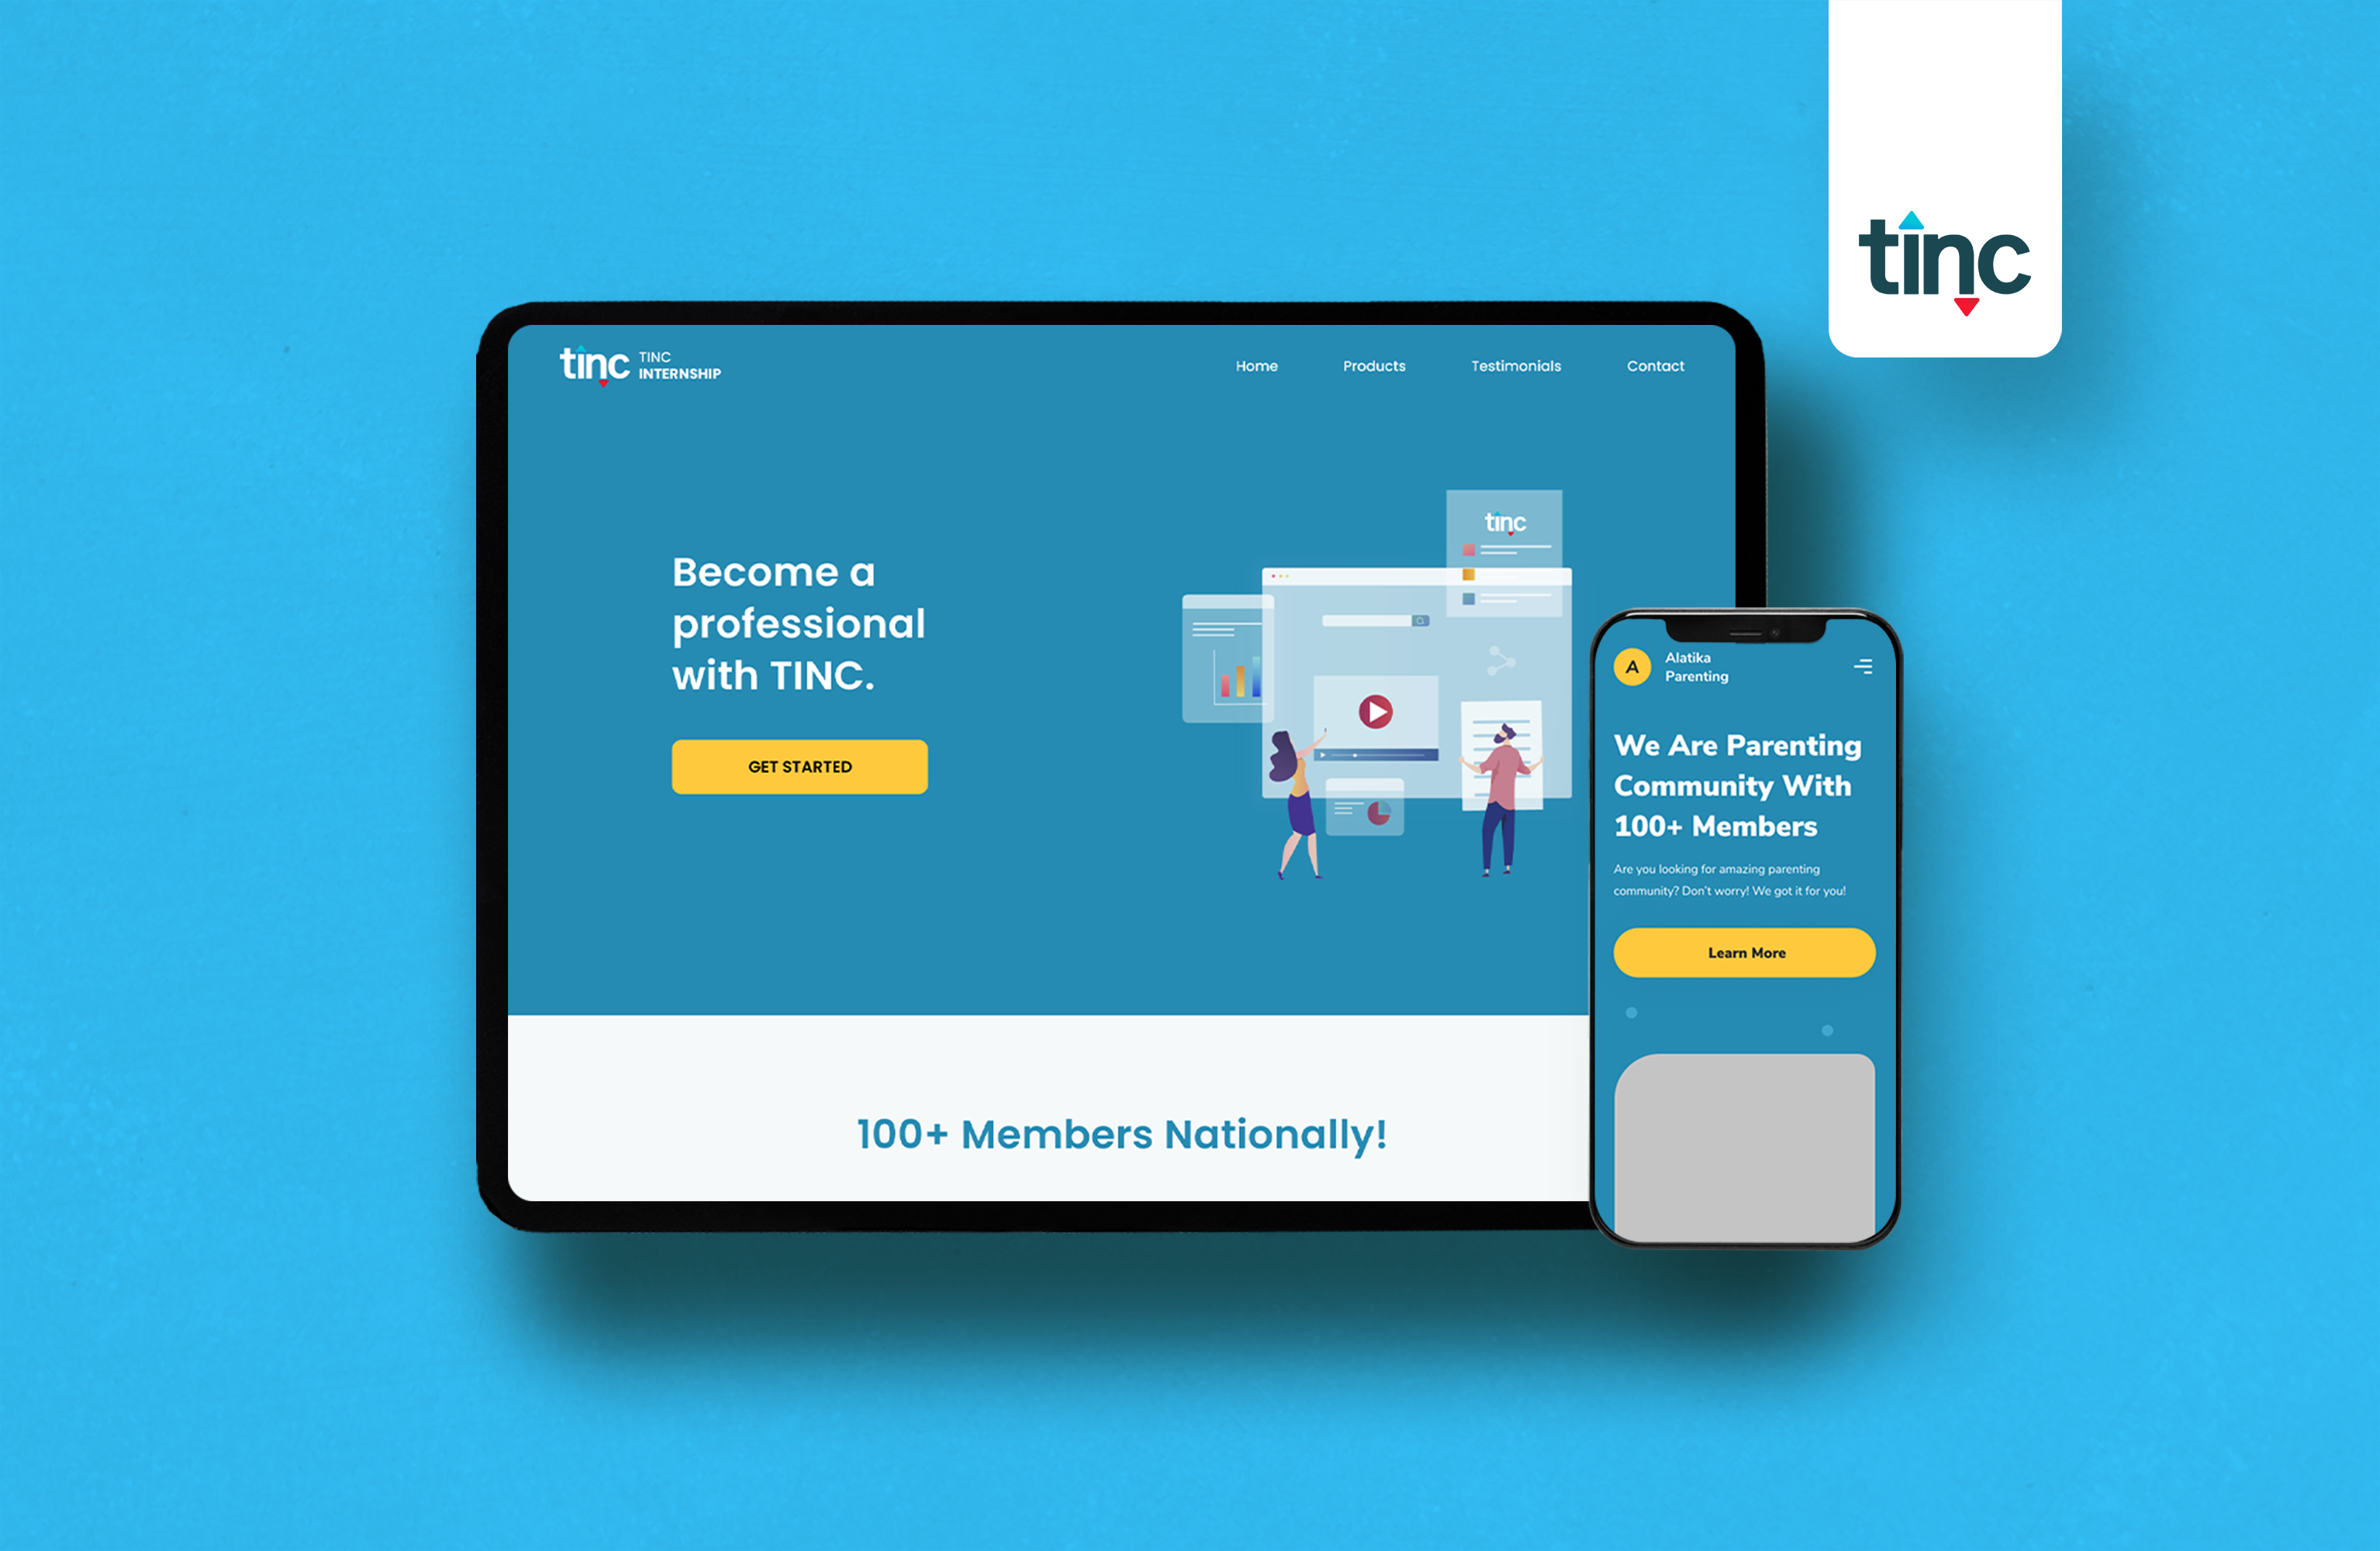 tinc
tinc
TINC
INTERNSHIP
Home
Products
Testimonials
Contact
Become a
professional
with TINC.
GET STARTED
tinc
100+ Members Nationally!
A
Alatika
Parenting
We Are Parenting
Community With
100+ Members
Are you looking for amazing parenting
community? Don't worry! We got it for you!
Learn More